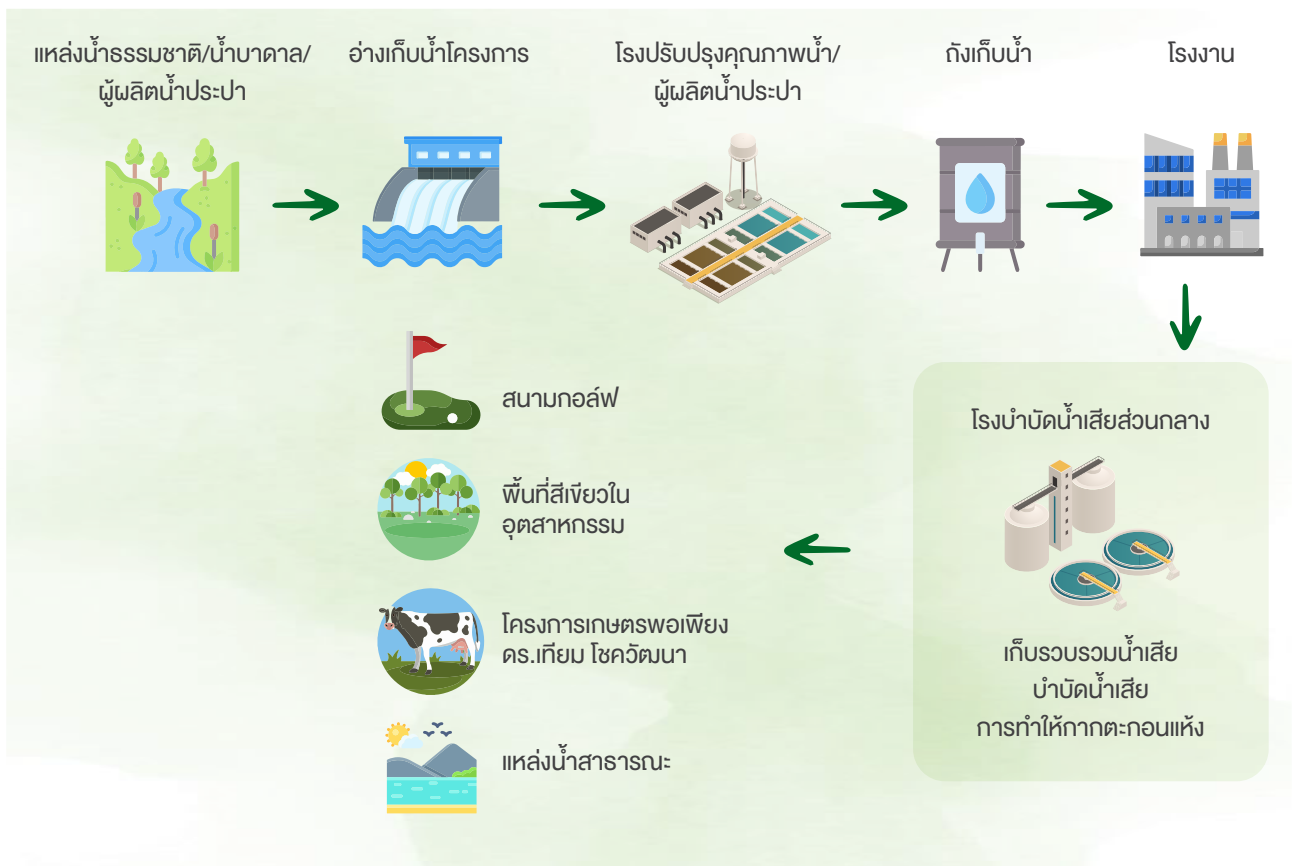 แหล่งน้ำธรรมชาติ/น้ำบาดาล/
ผู้ผลิตน้ำประปา
อ่างเก็บน้ำโครงการ
โรงปรับปรุงคุณภาพน้ำ/
ผู้ผลิตน้ำประปา
ถังเก็บน้ำ
โรงงาน
สนามกอล์ฟ
พื้นที่สีเขียวใน
อุตสาหกรรม
โครงการเกษตรพอเพียง
ดร.เทียม โชควัฒนา
แหล่งน้ำสาธารณะ
โรงบำบัดน้ำเสียส่วนกลาง
เก็บรวบรวมน้ำเสีย
บำบัดน้ำเสีย
การทำให้กากตะกอนแห้ง